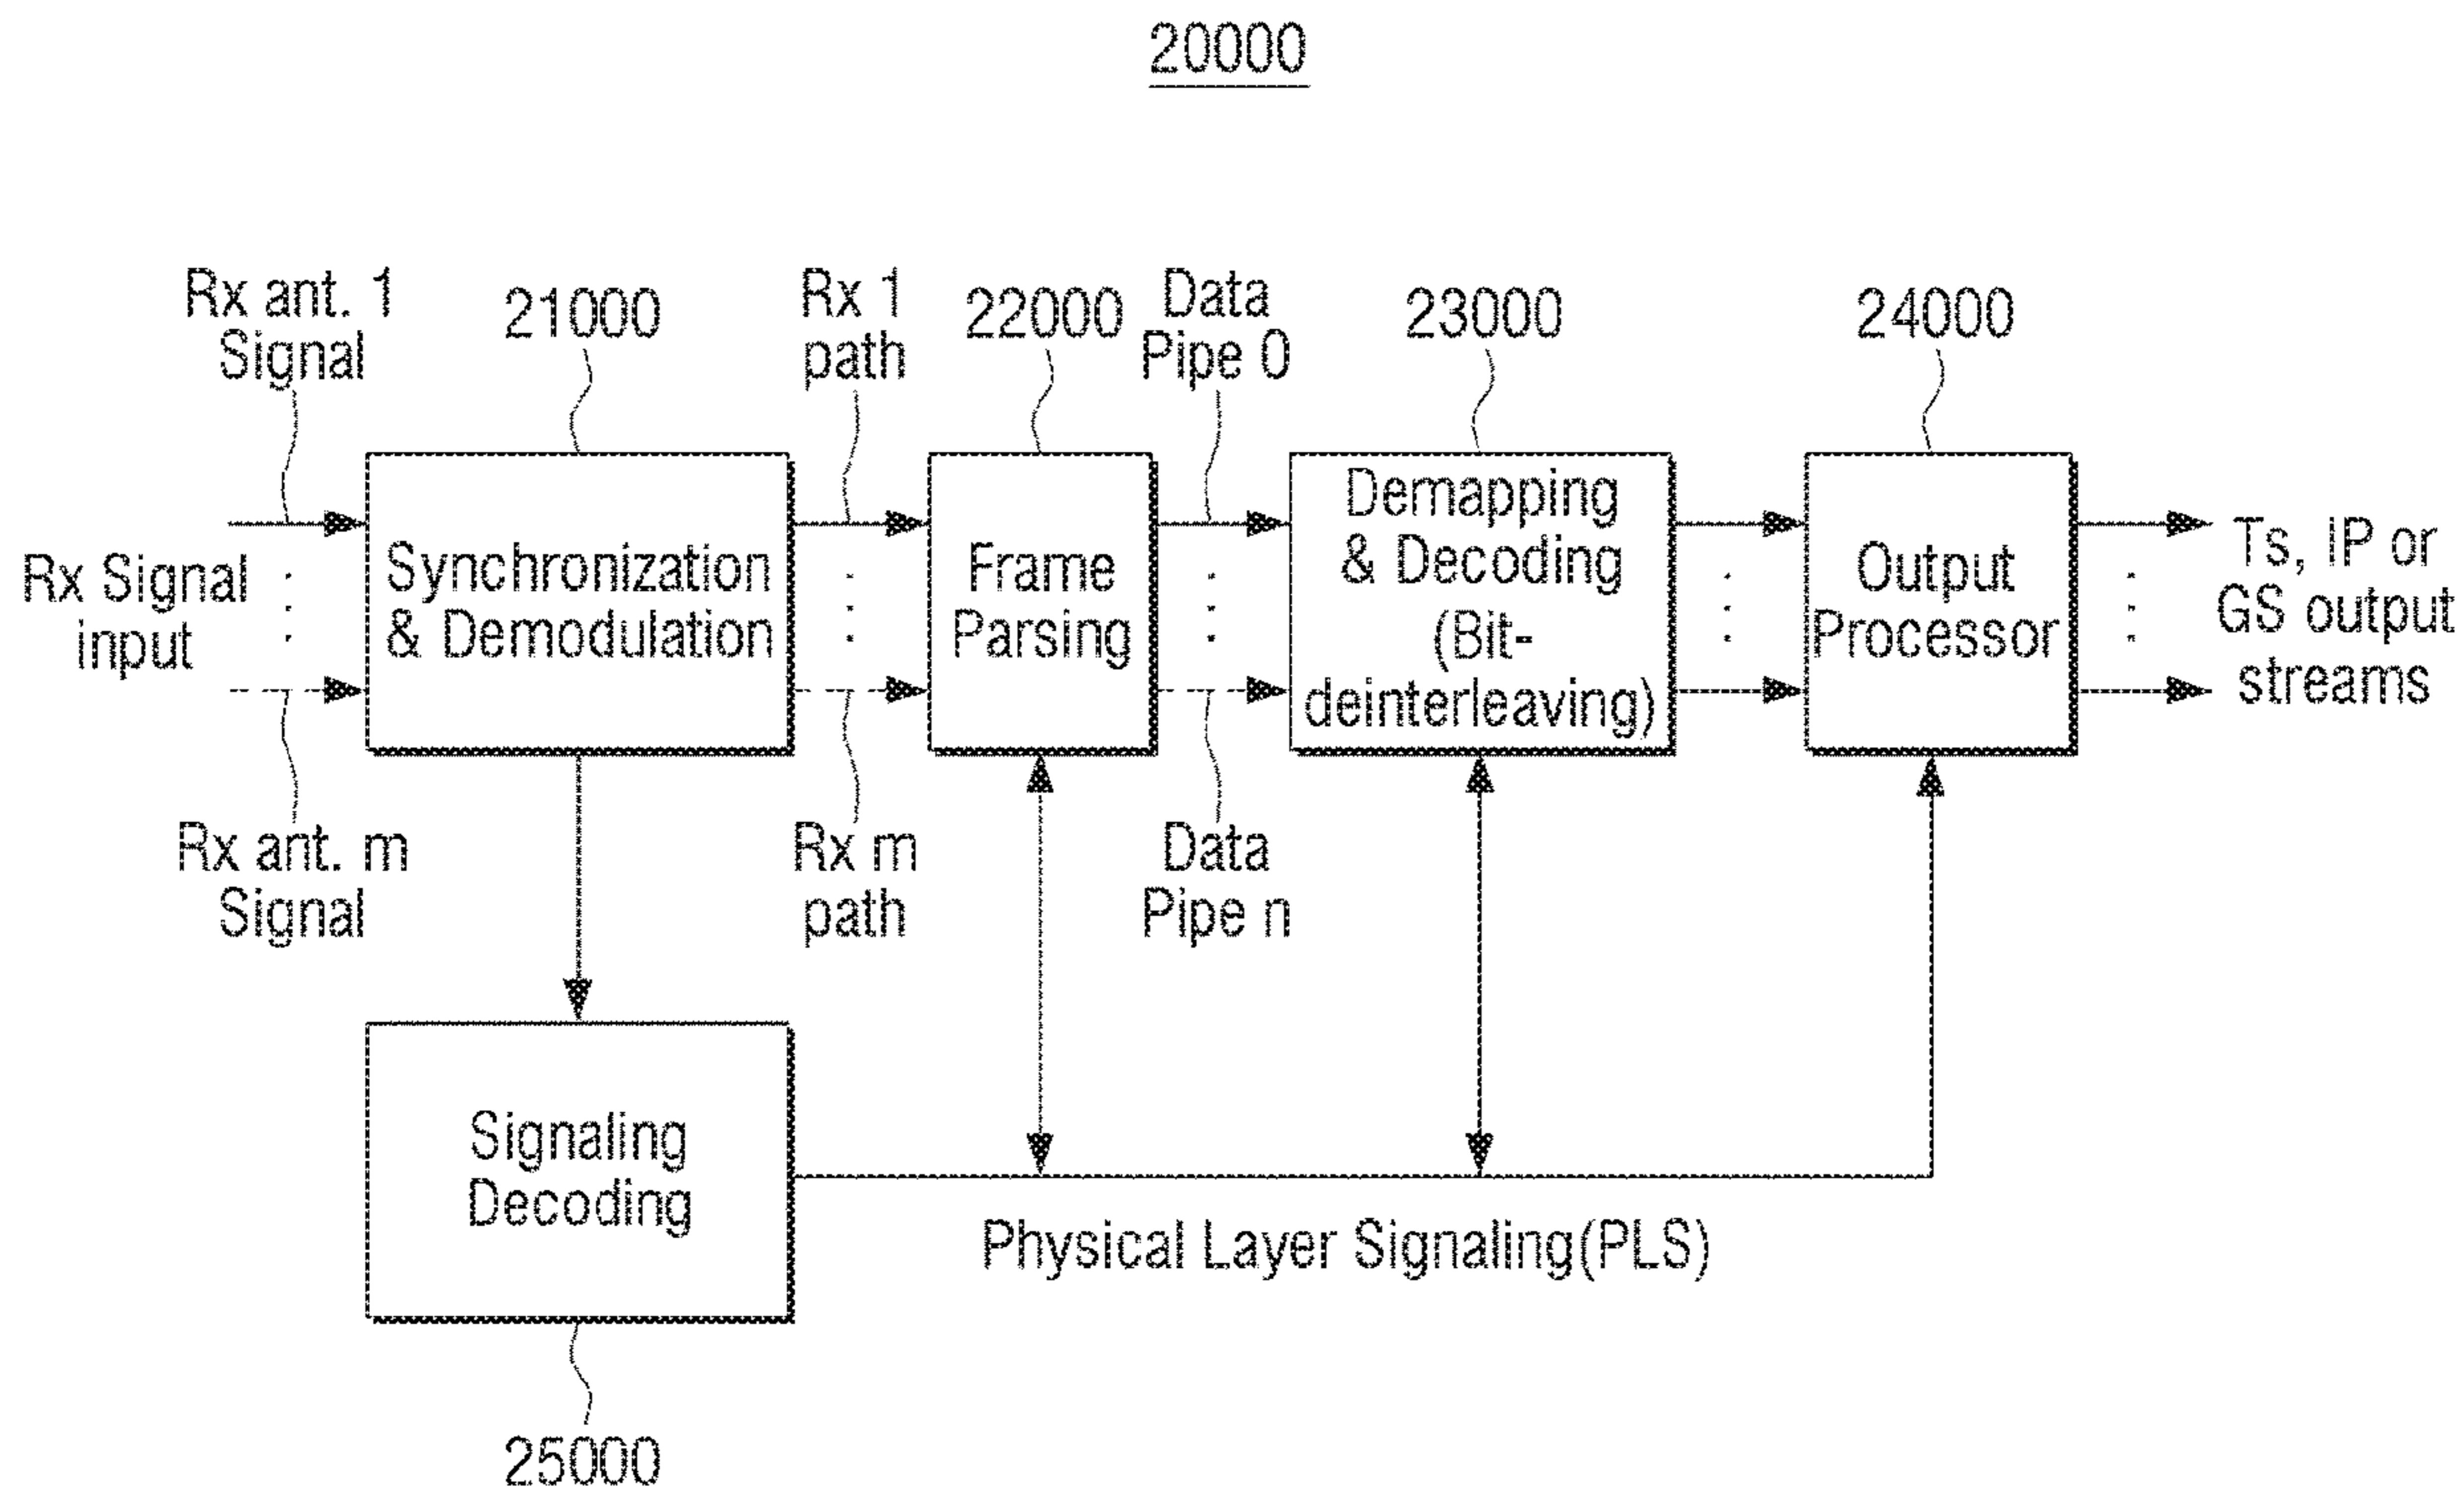 20000
Rx ant. 1
Signal
21000
Rx 1
path
22000
Data
Pipe 0
23000
24000
Rx Signal
input
Synchronization
& Demodulation
Frame
Parsing
Demapping
& Decoding
(Bit-
deinterleaving)
Output
Processor
Ts, IP or
GS output
streams
Rx ant. m
Signal
Rx m
path
Data
Pipe n
Signaling
Decoding
Physical Layer Signaling(PLS)
25000